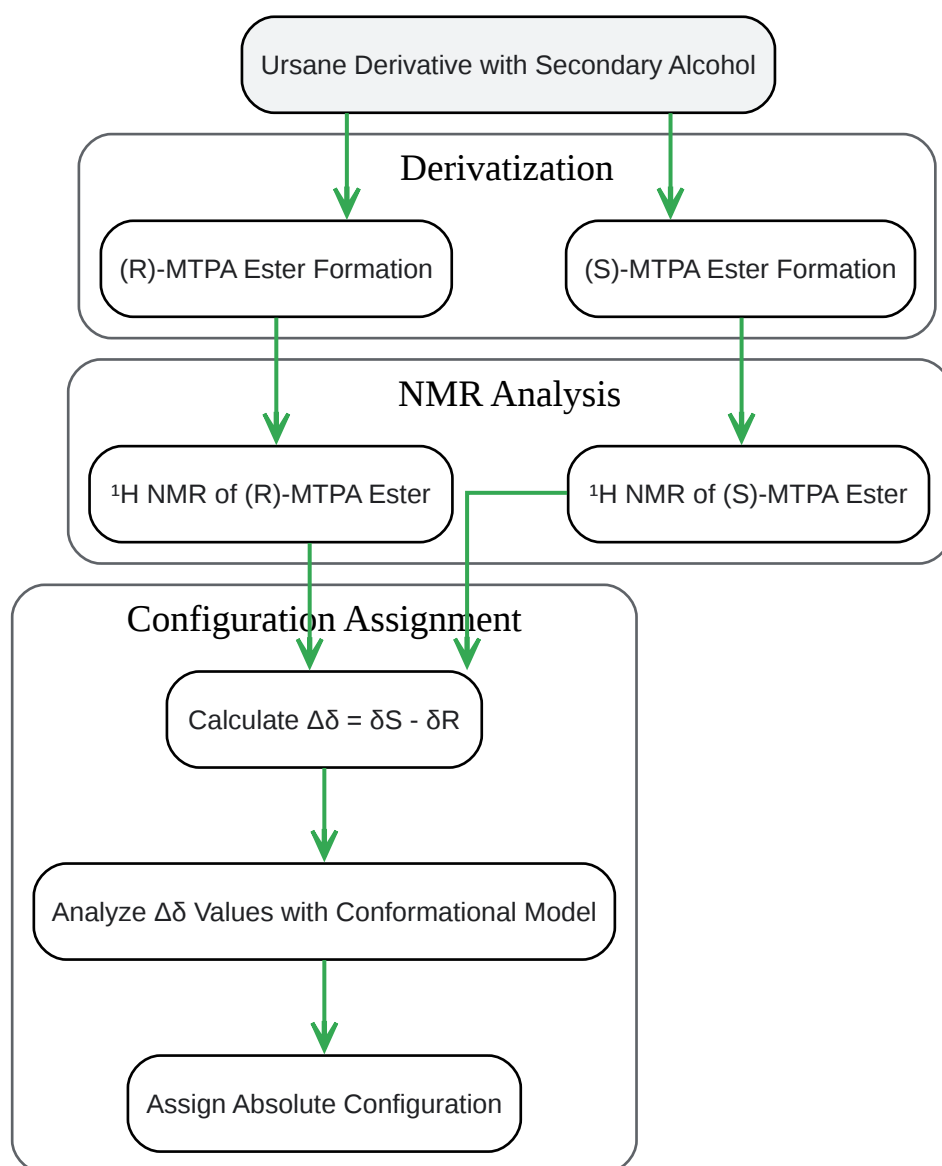 Ursane Derivative with Secondary Alcohol
Derivatization
(R)-MTPA Ester Formation
(S)-MTPA Ester Formation
NMR Analysis
¹H NMR of (R)-MTPA Ester
¹H NMR of (S)-MTPA Ester
Configuration Assignment
Calculate Δδ = δS - δR
Analyze Δδ Values with Conformational Model
Assign Absolute Configuration